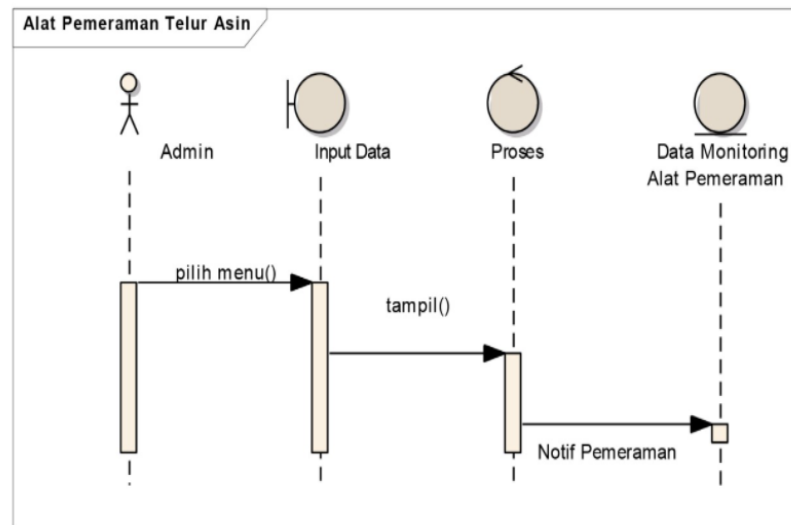 Alat Pemeraman Telur Asin
Admin
Input Data
Proses
Data Monitoring
Alat Pemeraman
pilih menu()
tampil()
Notif Pemeraman